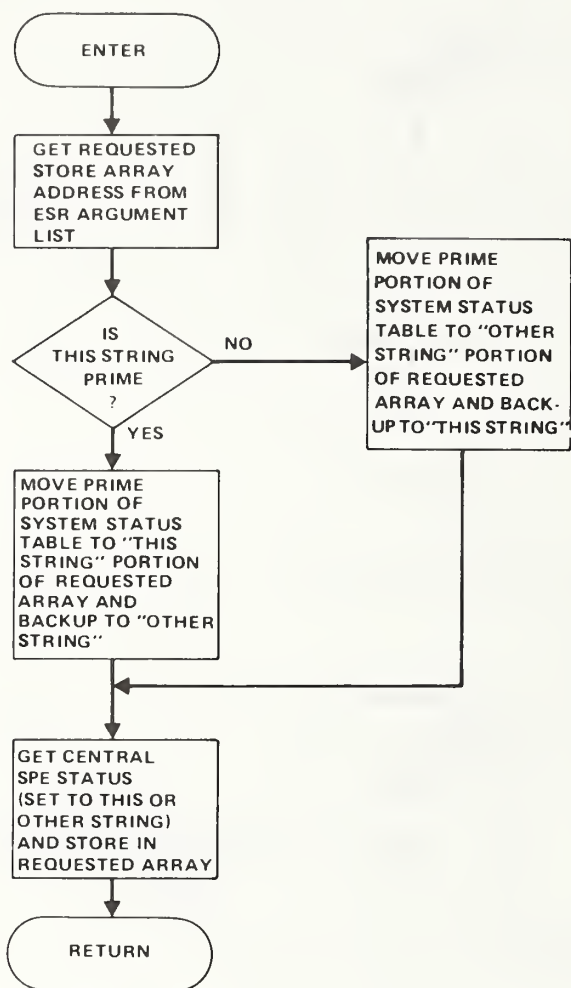 ENTER
GET REQUESTED
STORE ARRAY
ADDRESS FROM
ESR ARGUMENT
LIST
IS
THIS STRING
PRIME
?
NO
YES
MOVE PRIME
PORTION OF
SYSTEM STATUS
TABLE TO "OTHER
STRING" PORTION
OF REQUESTED
ARRAY AND BACK-
UP TO "THIS STRING"
MOVE PRIME
PORTION OF
SYSTEM STATUS
TABLE TO "THIS
STRING" PORTION
OF REQUESTED
ARRAY AND
BACKUP TO "OTHER
STRING"
GET CENTRAL
SPE STATUS
(SET TO THIS OR
OTHER STRING)
AND STORE IN
REQUESTED ARRAY
RETURN